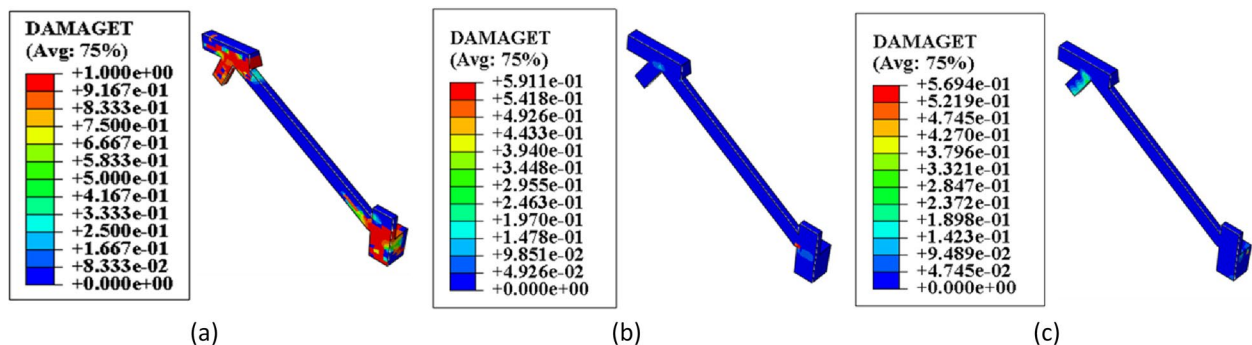 DAMAGET
(Avg: 75%)
+1.000e+00
+9.167e-01
+8.333e-01
+7.500e-01
+6.667e-01
+5.833e-01
+5.000e-01
+4.167e-01
+3.333e-01
+2.500e-01
+1.667e-01
+8.333e-02
+0.000e+00
(a)
DAMAGET
(Avg: 75%)
+5.911e-01
+5.418e-01
+4.926e-01
+4.433e-01
+3.940e-01
+3.448e-01
+2.955e-01
+2.463e-01
+1.970e-01
+1.478e-01
+9.851e-02
+4.926e-02
+0.000e+00
(b)
DAMAGET
(Avg: 75%)
+5.694e-01
+5.219e-01
+4.745e-01
+4.270e-01
+3.796e-01
+3.321e-01
+2.847e-01
+2.372e-01
+1.898e-01
+1.423e-01
+9.489e-02
+4.745e-02
+0.000e+00
(c)